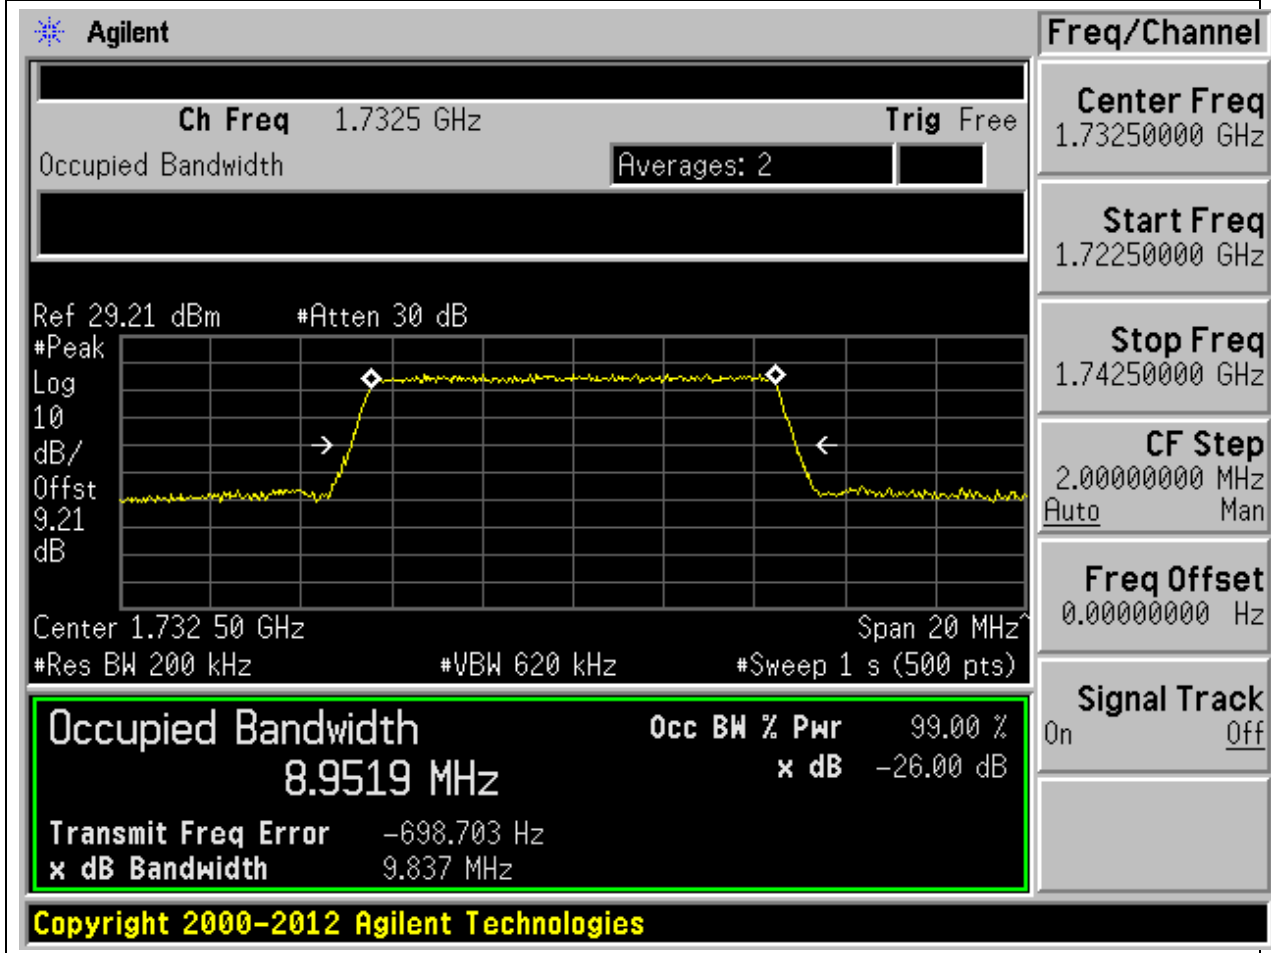 Agilent
Freq/Channel
Ch Freq 1.7325 GHz Trig Free
Occupied Bandwidth Averages: 2
Center Freq
1.73250000 GHz
Start Freq
1.72250000 GHz
Stop Freq
1.74250000 GHz
CF Step
2.00000000 MHz
Auto Man
Freq Offset
0.00000000 Hz
Signal Track
On Off
Ref 29.21 dBm #Atten 30 dB
#Peak
Log
10
dB/
Offst
9.21
dB
Center 1.732 50 GHz Span 20 MHz^
#Res BW 200 kHz #VBW 620 kHz #Sweep 1 s (500 pts)
Occupied Bandwidth Occ BW % Pwr 99.00 %
8.9519 MHz x dB -26.00 dB
Transmit Freq Error -698.703 Hz
x dB Bandwidth 9.837 MHz
Copyright 2000-2012 Agilent Technologies